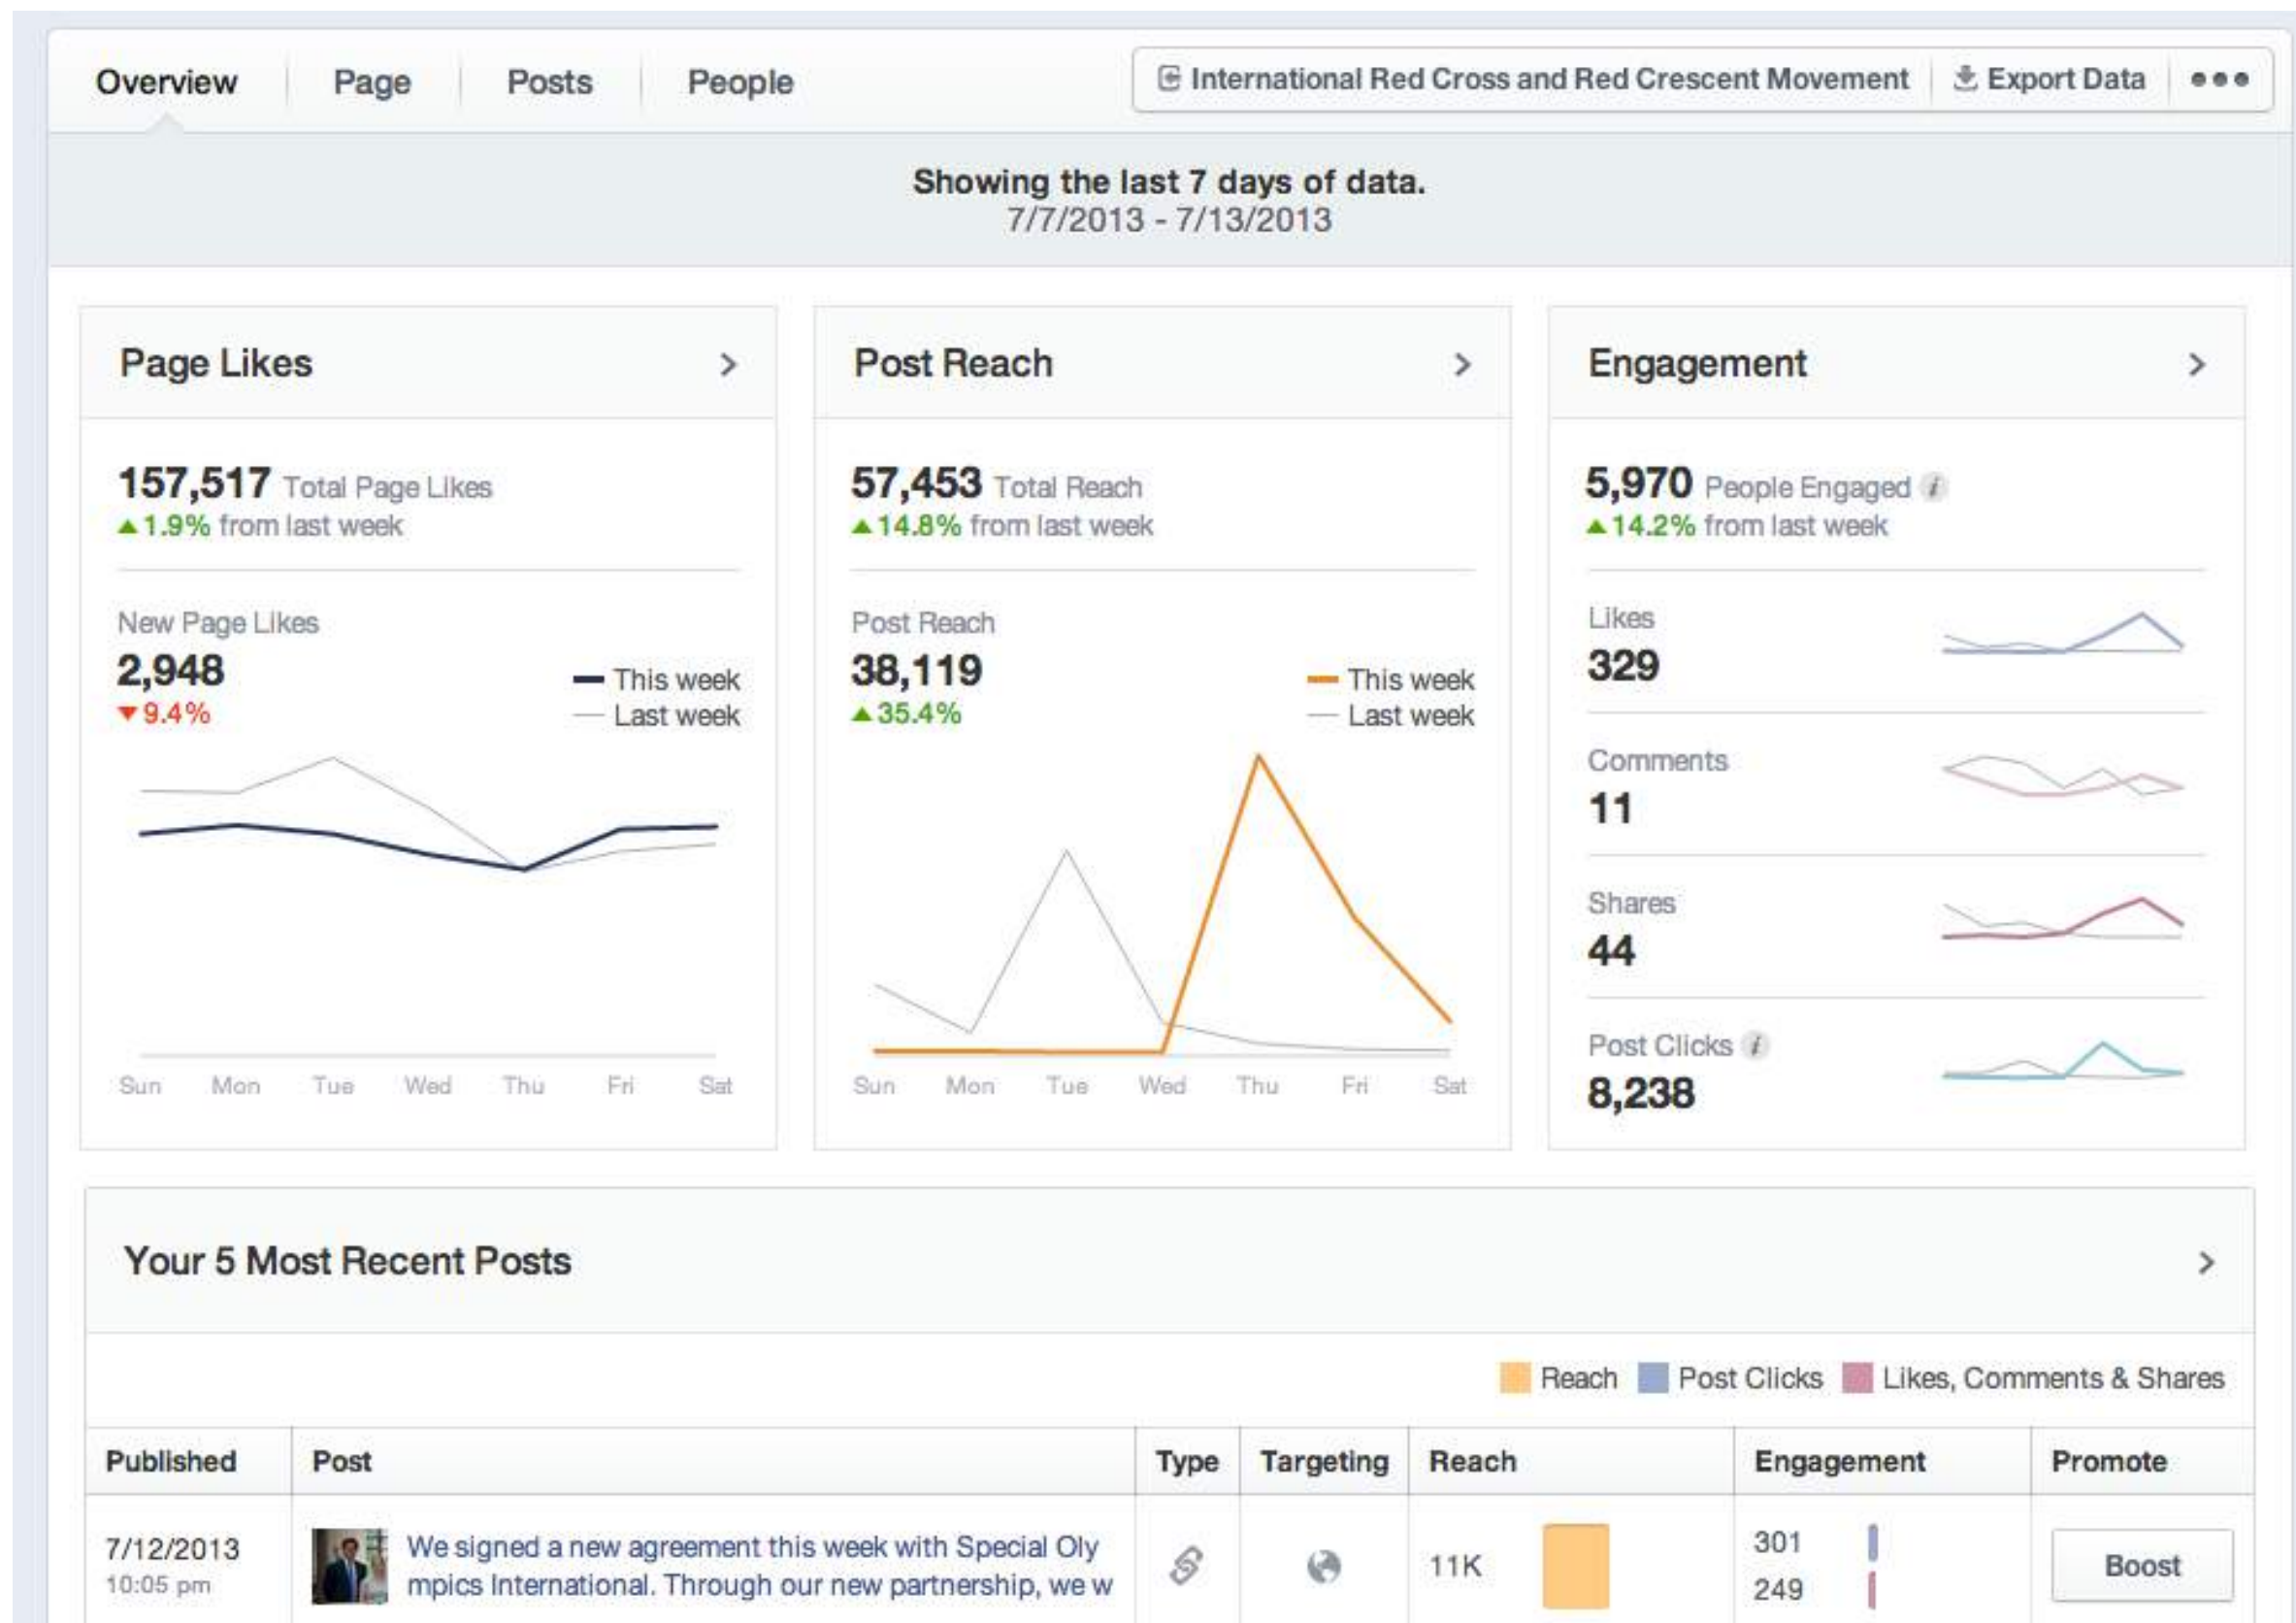 Overview Page Posts People International Red Cross and Red Crescent Movement Export Data
Showing the last 7 days of data.
7/7/2013 - 7/13/2013
Page Likes
157,517 Total Page Likes
1.9% from last week
New Page Likes
2,948
9.4%
This week
Last week
Sun Mon Tue Wed Thu Fri Sat
Post Reach
57,453 Total Reach
14.8% from last week
Post Reach
38,119
35.4%
This week
Last week
Sun Mon Tue Wed Thu Fri Sat
Engagement
5,970 People Engaged i
14.2% from last week
Likes
329
Comments
11
Shares
44
Post Clicks i
8,238
Your 5 Most Recent Posts
Reach Post Clicks Likes, Comments & Shares
Published Post Type Targeting Reach Engagement Promote
7/12/2013
10:05 pm
We signed a new agreement this week with Special Oly
mpics International. Through our new partnership, we w
11K
301
249
Boost